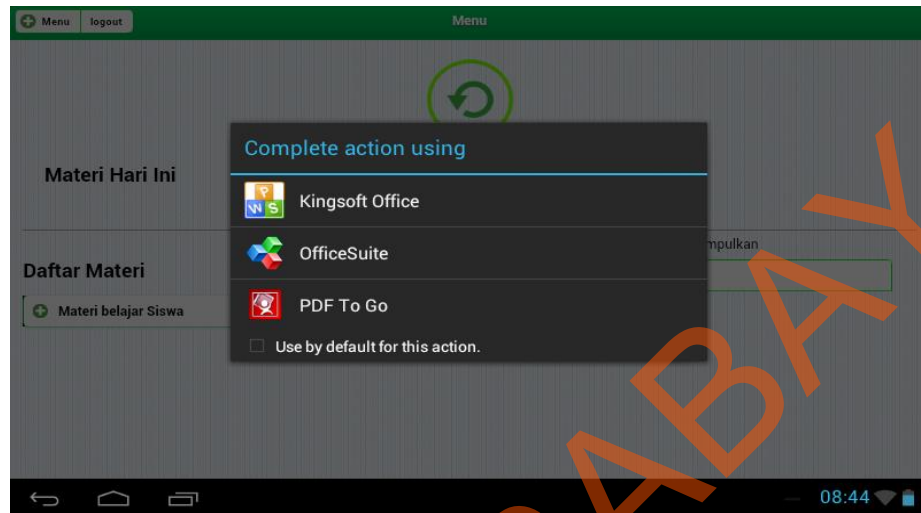 Menu logout Menu
Complete action using
Materi Hari Ini
Kingsoft Office
OfficeSuite
mpulkan
Daftar Materi
Materi belajar Siswa
PDF To Go
Use by default for this action.
08:44
ABAY